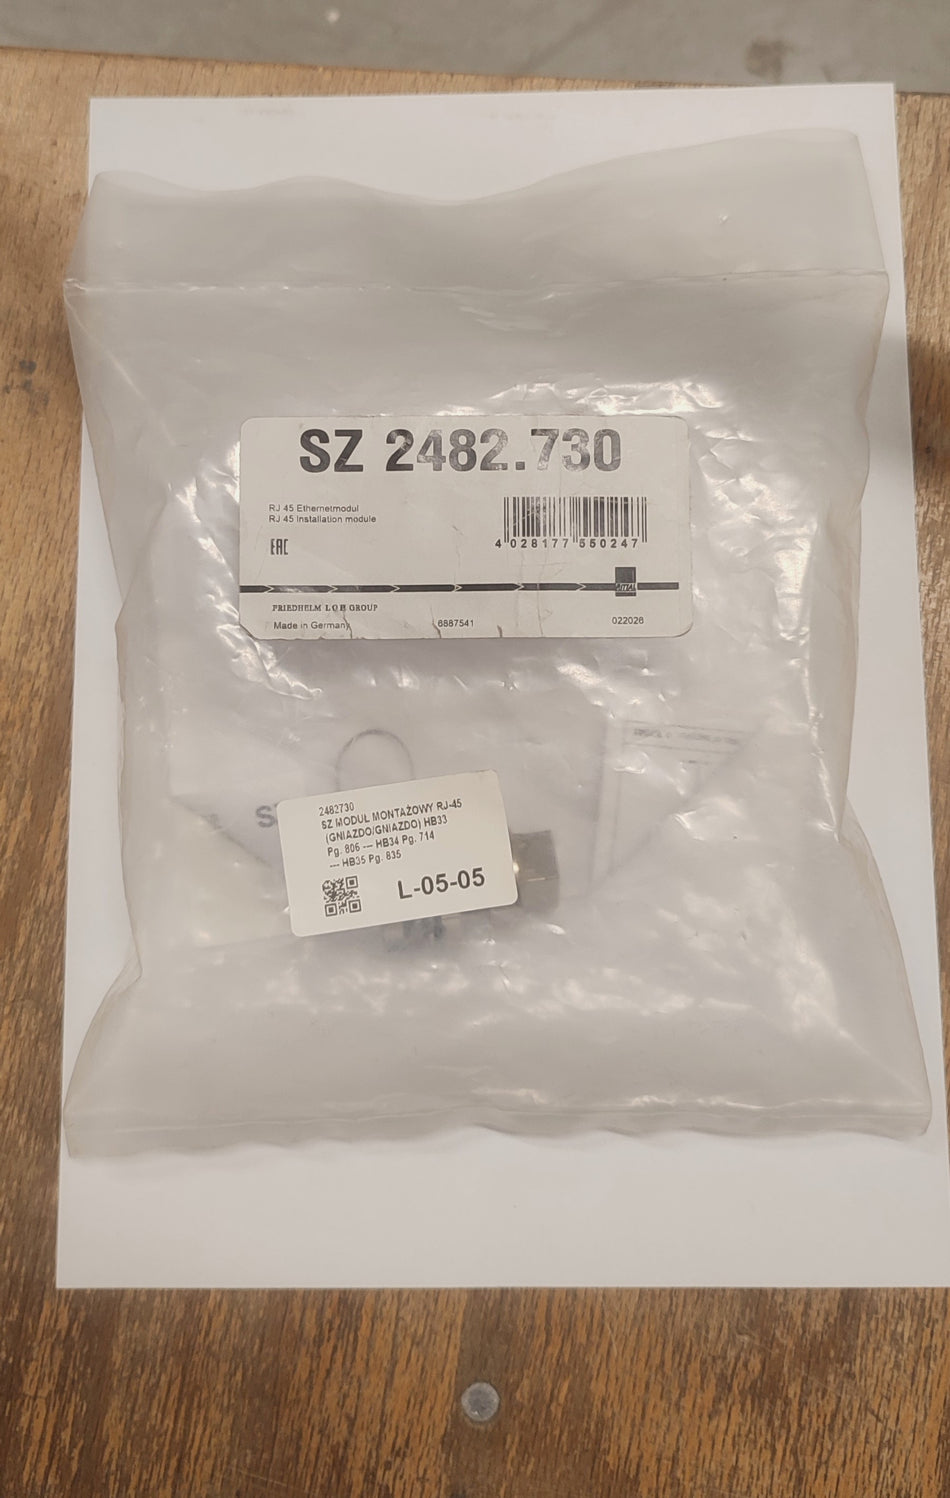 SZ 2482.730
RJ 45 Ethernetmodul
RJ 45 Installation module
EAC
4 028177 550247
RITTAL
FRIEDHELM LOH GROUP
Made in Germany 6887541 022026
2482730
SZ MODUŁ MONTAŻOWY RJ-45
(GNIAZDO/GNIAZDO) HB33
Pg. 806 --- HB34 Pg. 714
--- HB35 Pg. 835
L-05-05